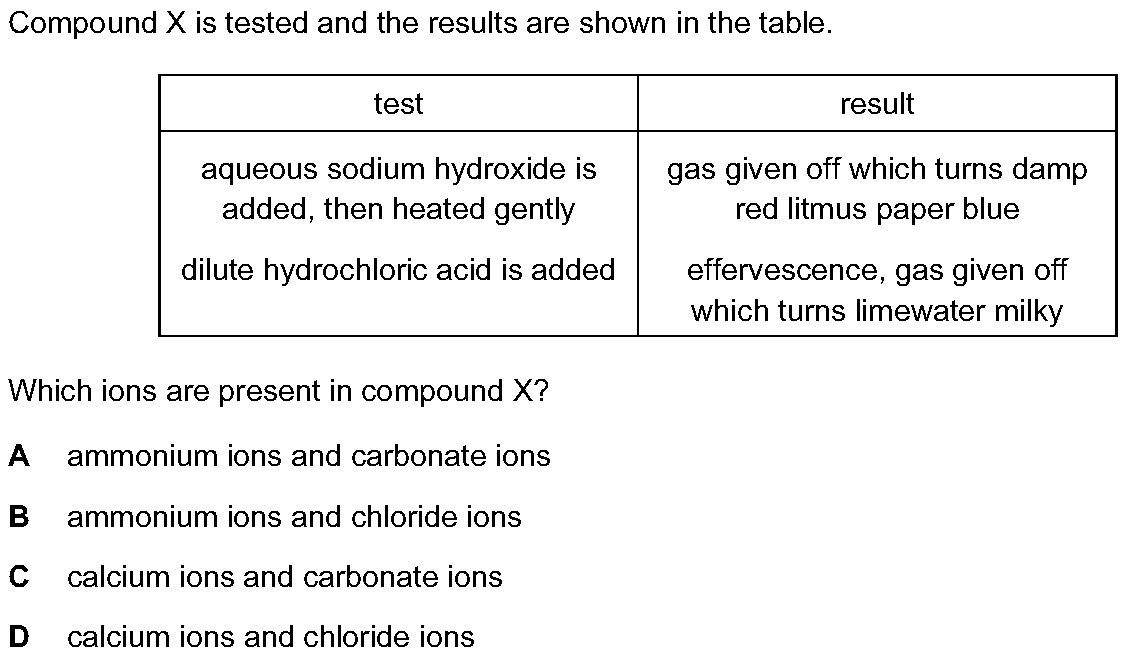 Compound X is tested and the results are shown in the table.
test
result
aqueous sodium hydroxide is
added, then heated gently
gas given off which turns damp
red litmus paper blue
dilute hydrochloric acid is added
effervescence, gas given off
which turns limewater milky
Which ions are present in compound X?
A ammonium ions and carbonate ions
B ammonium ions and chloride ions
C calcium ions and carbonate ions
D calcium ions and chloride ions